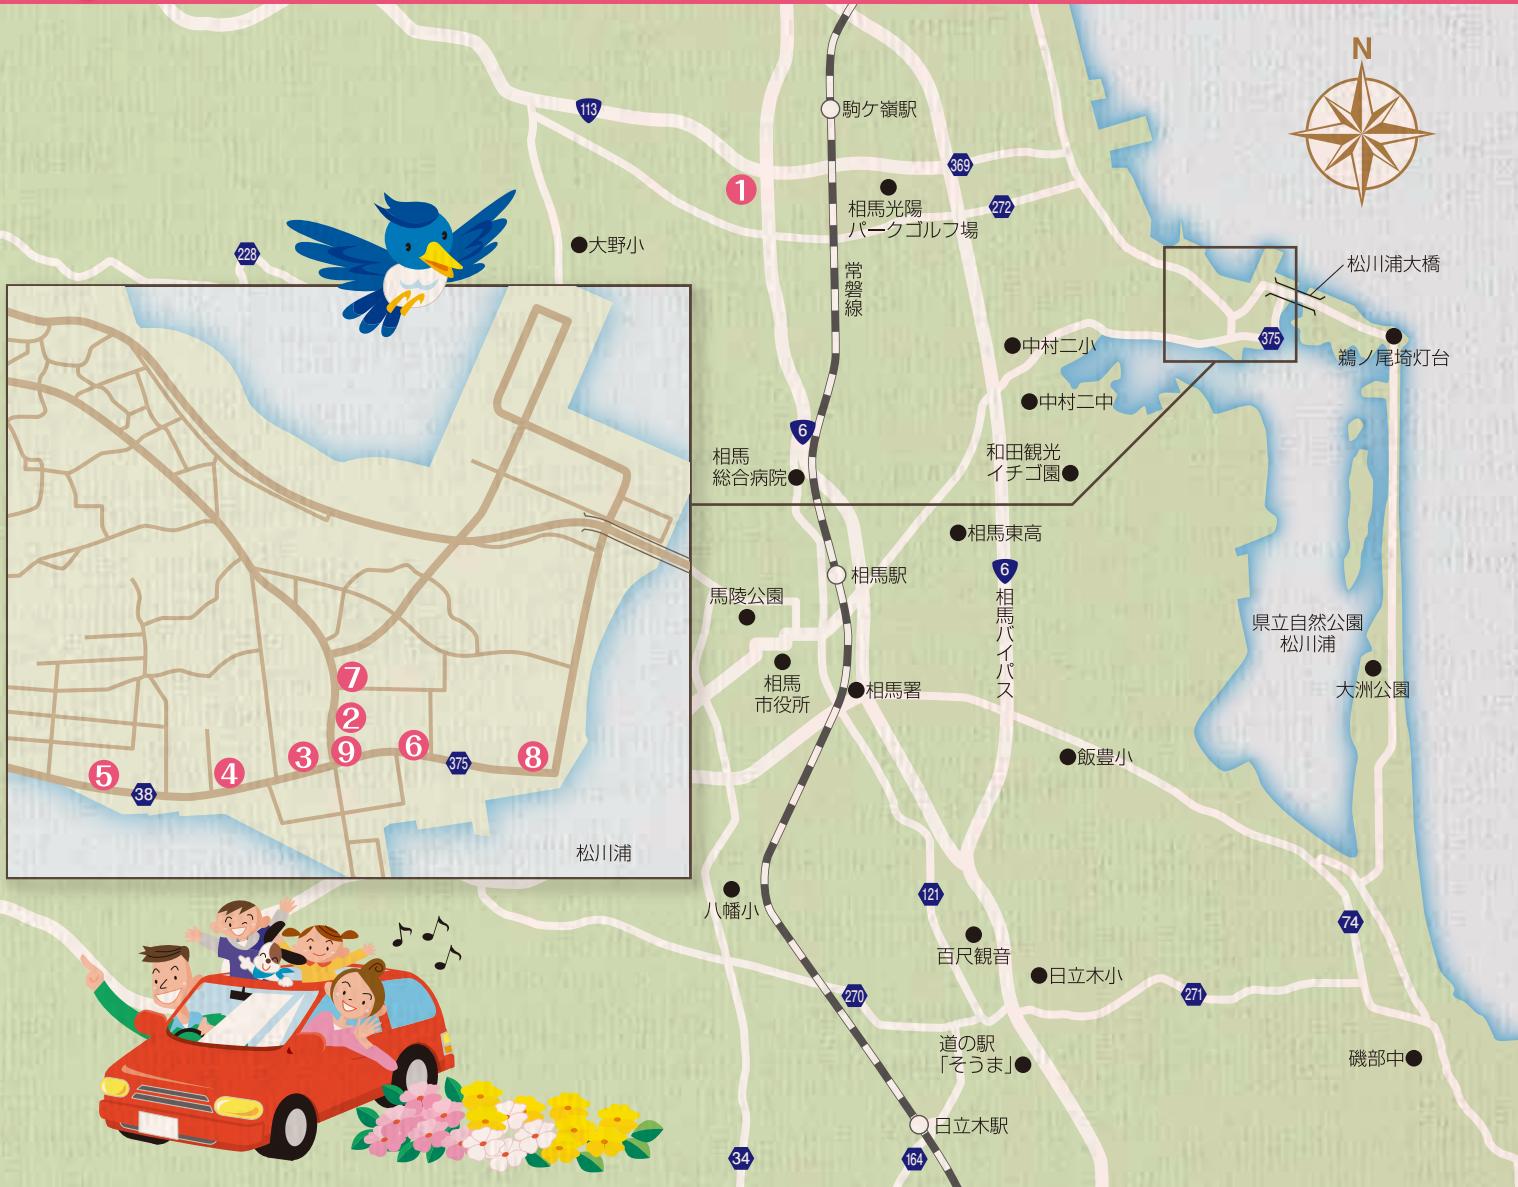 N
113
駒ケ嶺駅
369
1
相馬光陽
パークゴルフ場
272
大野小
228
松川浦大橋
常磐線
375
鵜ノ尾埼灯台
中村二小
中村二中
6
相馬
総合病院
和田観光
イチゴ園
相馬東高
相馬駅
6
相馬バイパス
馬陵公園
県立自然公園
松川浦
相馬
市役所
相馬署
大洲公園
7
2
3
9
6
375
8
5
38
4
松川浦
飯豊小
八幡小
121
74
百尺観音
日立木小
270
271
道の駅
「そうま」
磯部中
日立木駅
34
164